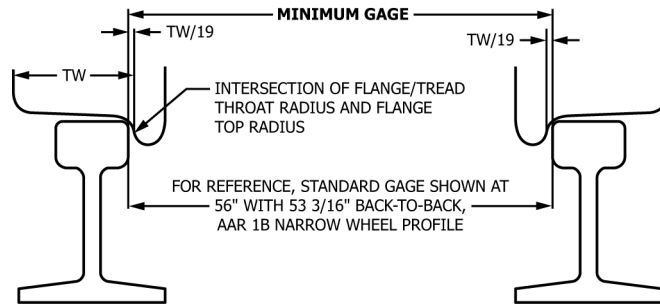 MINIMUM GAGE
TW/19
TW/19
TW
INTERSECTION OF FLANGE/TREAD
THROAT RADIUS AND FLANGE
TOP RADIUS
FOR REFERENCE, STANDARD GAGE SHOWN AT
56" WITH 53 3/16" BACK-TO-BACK,
AAR 1B NARROW WHEEL PROFILE